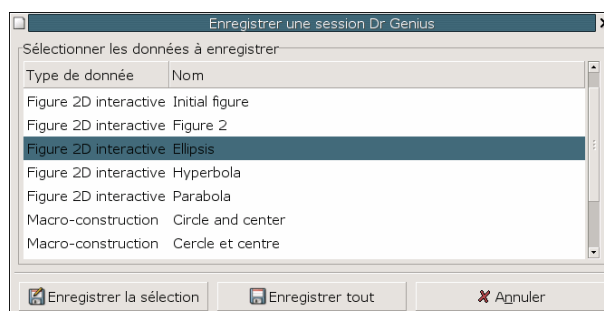 Enregistrer une session Dr Genius
Sélectionner les données à enregistrer
Type de donnée Nom
Figure 2D interactive Initial figure
Figure 2D interactive Figure 2
Figure 2D interactive Ellipsis
Figure 2D interactive Hyperbola
Figure 2D interactive Parabola
Macro-construction Circle and center
Macro-construction Cercle et centre
Enregistrer la sélection Enregistrer tout Annuler